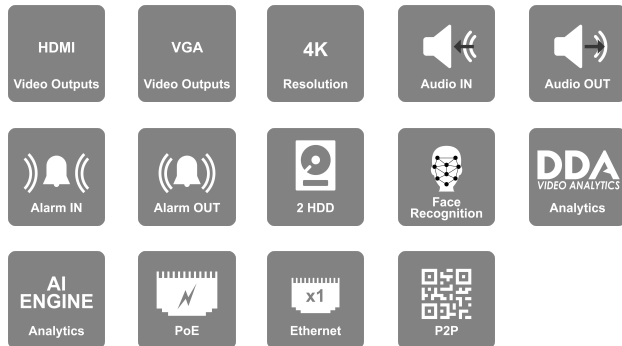 HDMI
Video Outputs
VGA
Video Outputs
4K
Resolution
Audio IN
Audio OUT
Alarm IN
Alarm OUT
2 HDD
Face
Recognition
DDA
VIDEO ANALYTICS
Analytics
AI
ENGINE
Analytics
PoE
x1
Ethernet
P2P